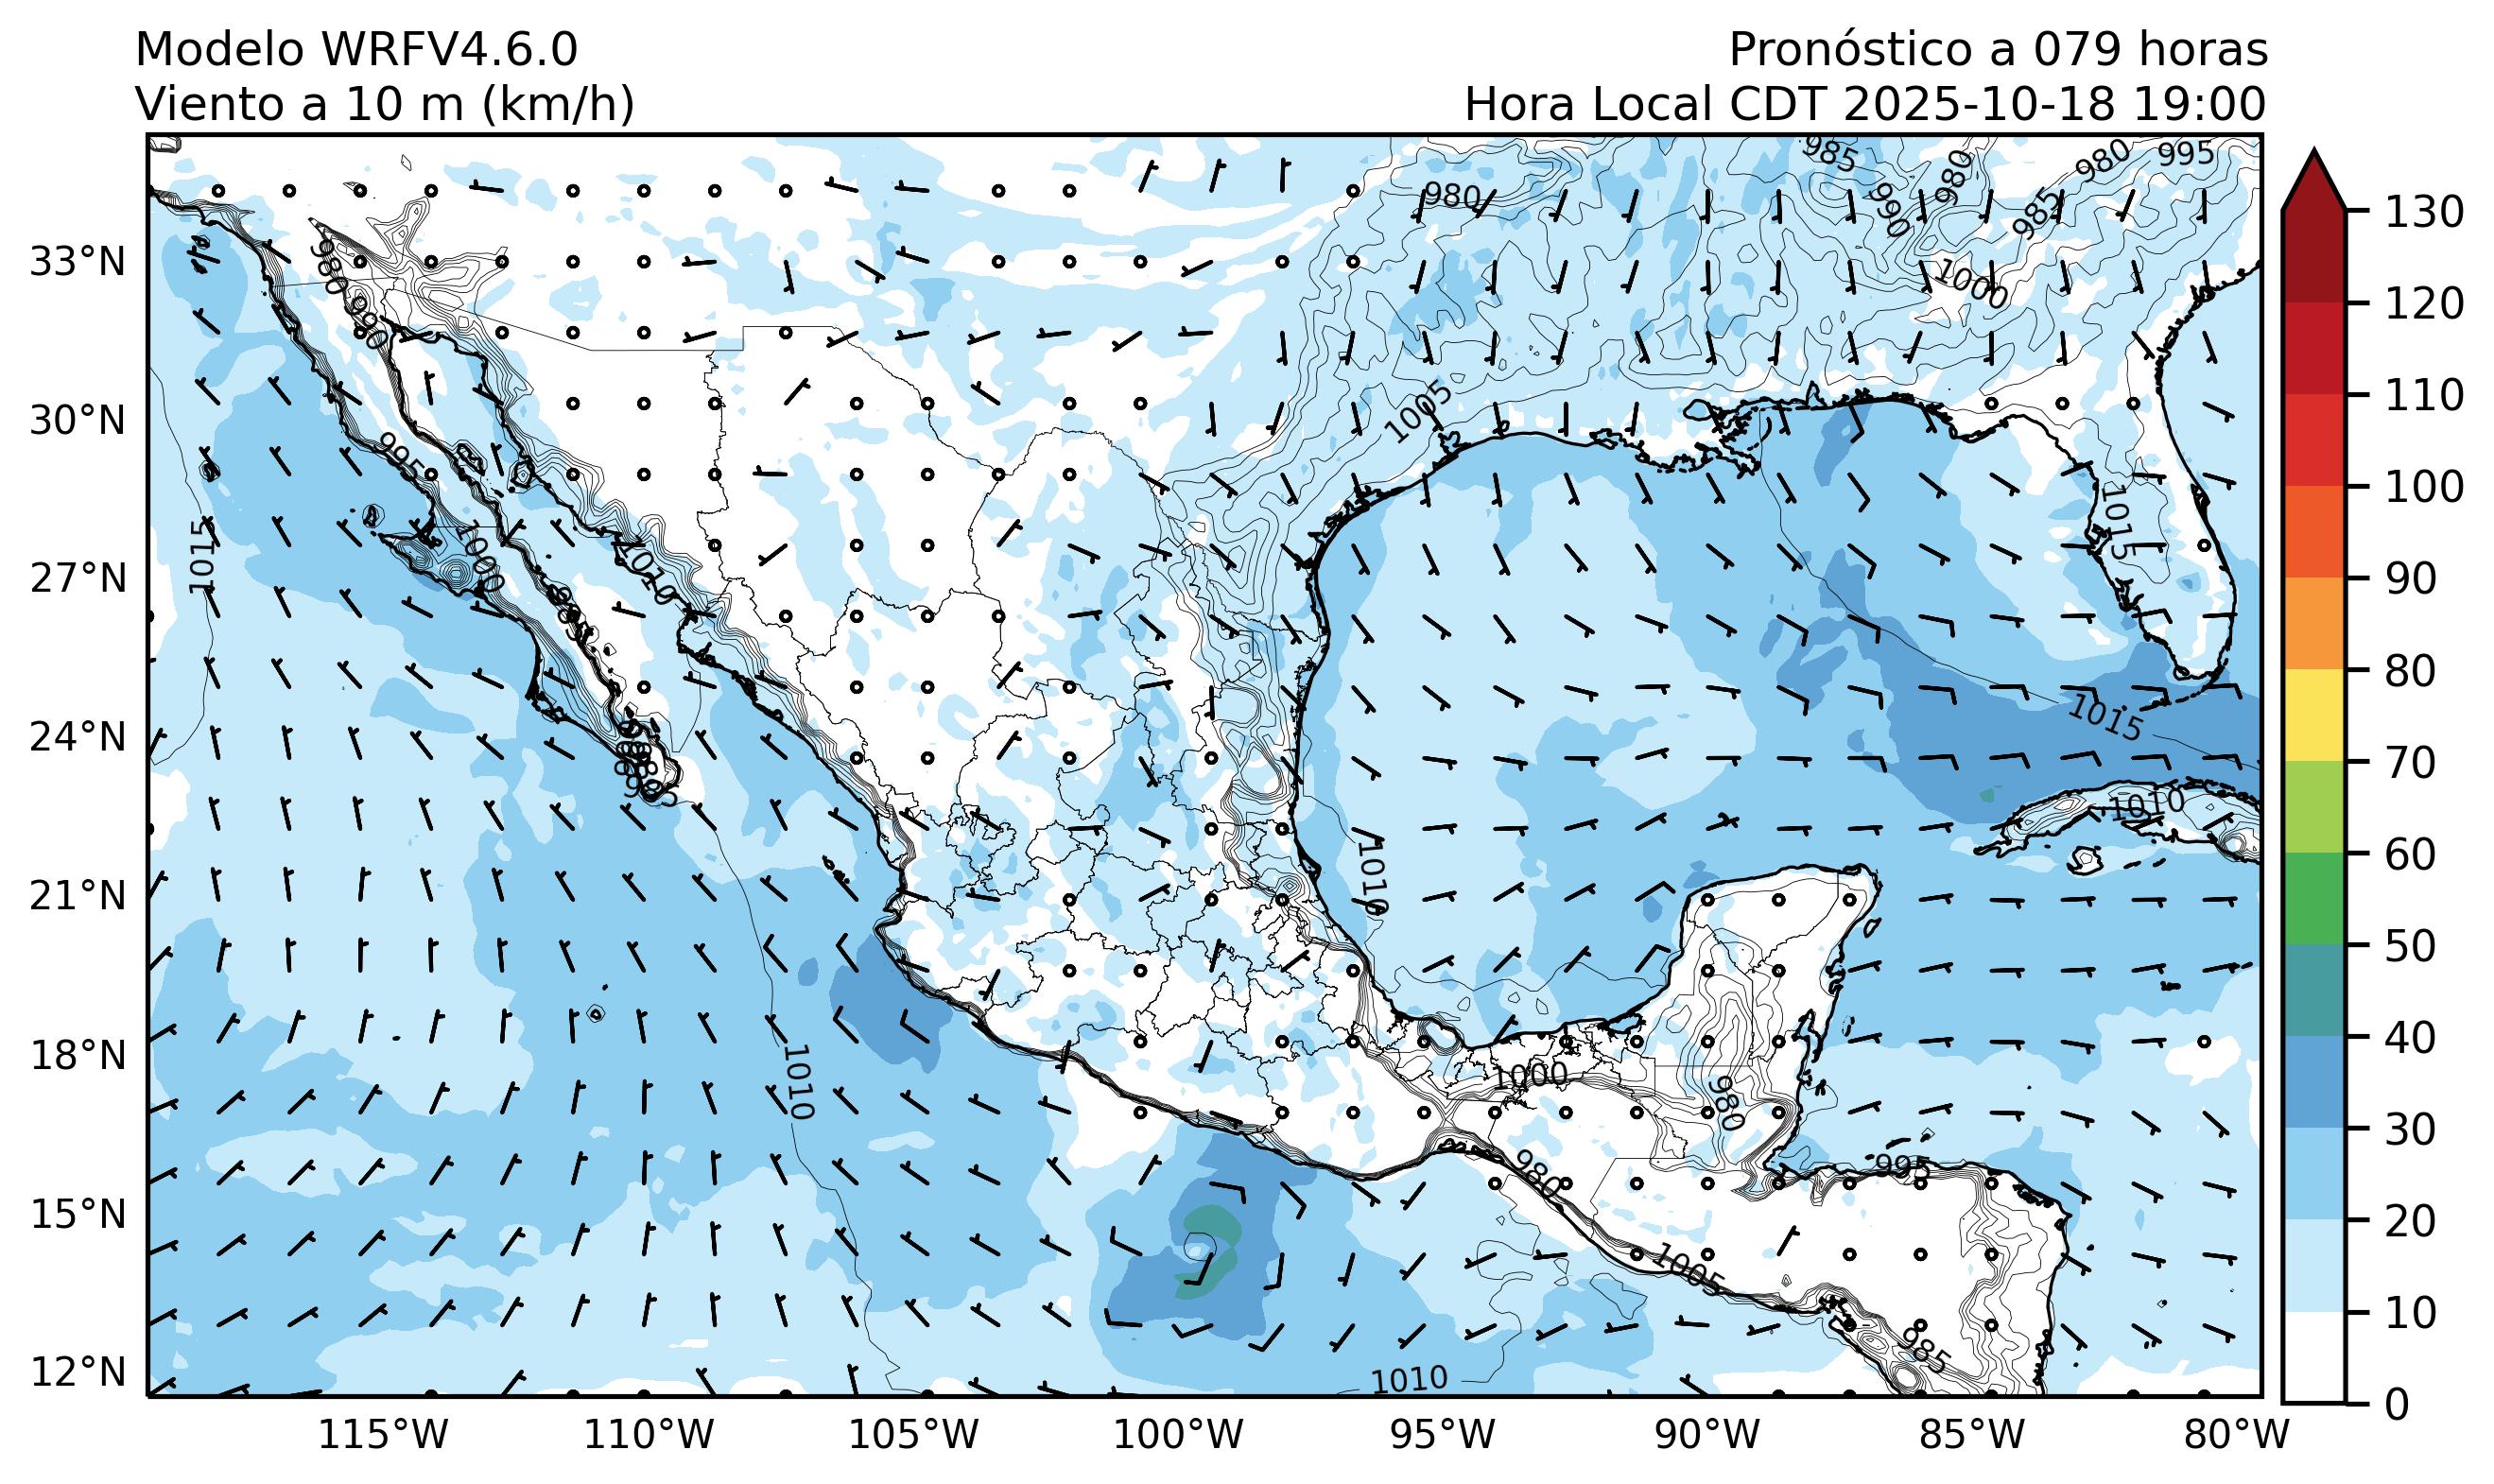 Modelo WRFV4.6.0
Viento a 10 m (km/h)
Pronóstico a 079 horas
Hora Local CDT 2025-10-18 19:00
985
980
980
995
980
990
985
1000
980
990
1005
995
1015
1000
1010
1015
995
1015
985
1010
1010
1010
1000
980
980
995
1005
985
1010
33°N
30°N
27°N
24°N
21°N
18°N
15°N
12°N
115°W
110°W
105°W
100°W
95°W
90°W
85°W
80°W
130
120
110
100
90
80
70
60
50
40
30
20
10
0